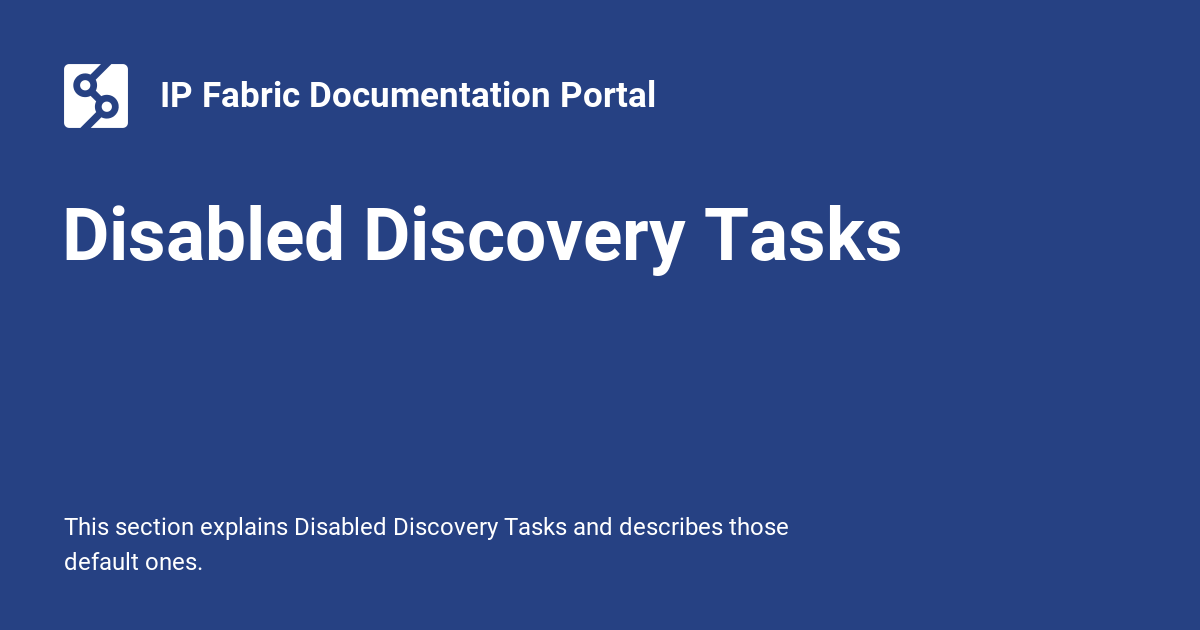 IP Fabric Documentation Portal
Disabled Discovery Tasks
This section explains Disabled Discovery Tasks and describes those
default ones.